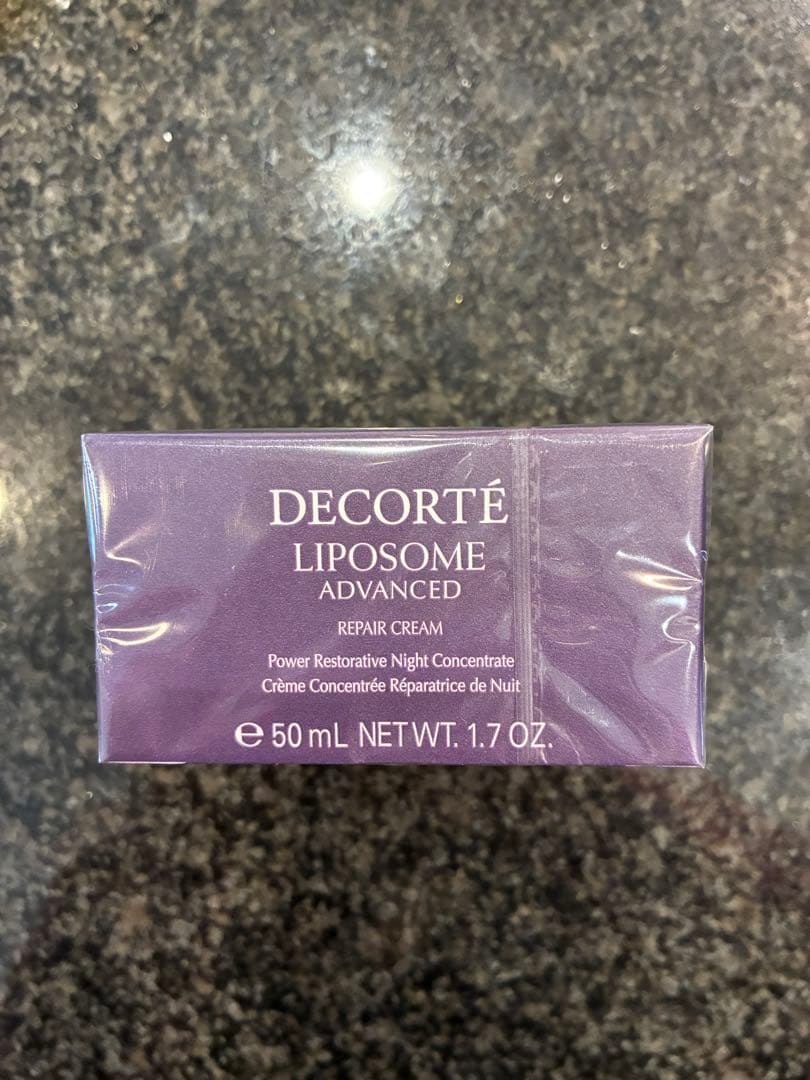 DECORTÉ
LIPOSOME
ADVANCED
REPAIR CREAM
Power Restorative Night Concentrate
Crème Concentrée Réparatrice de Nuit
℮ 50 mL NET WT. 1.7 OZ.